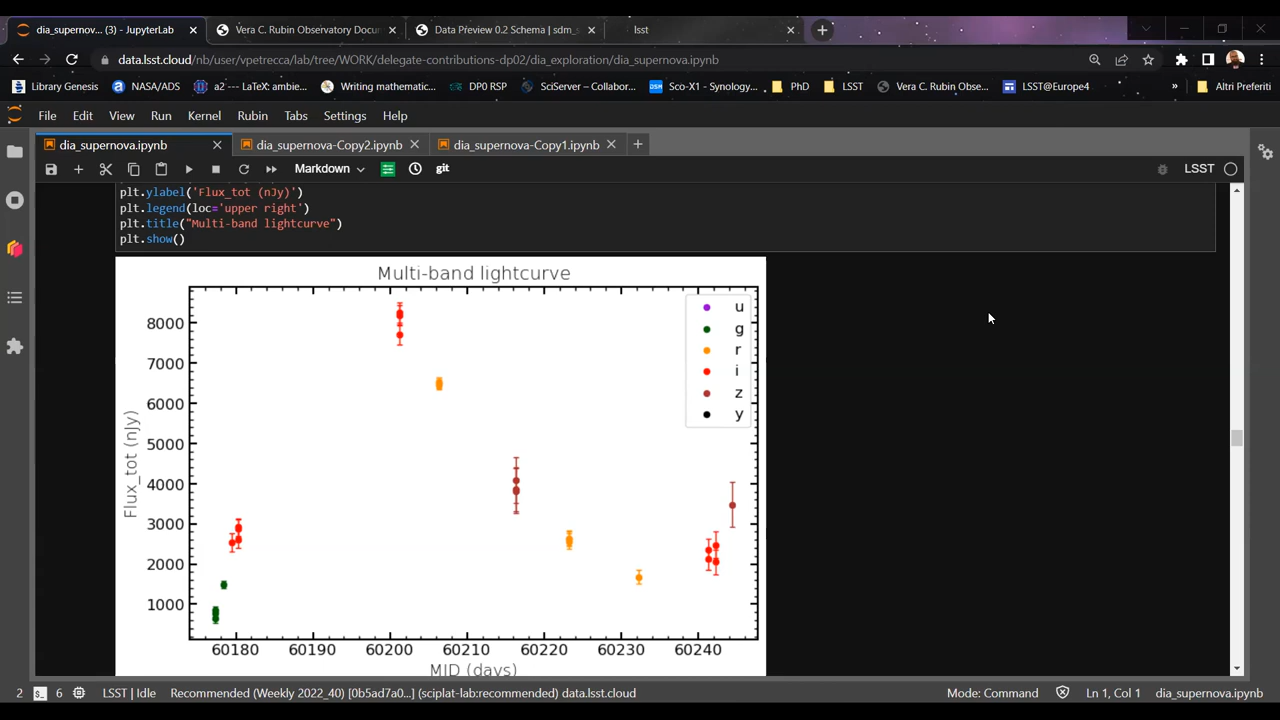 dia_supernov... (3) - JupyterLab
Vera C. Rubin Observatory Docu
Data Preview 0.2 Schema | sdm_s
lsst
data.lsst.cloud/nb/user/vpetrecca/lab/tree/WORK/delegate-contributions-dp02/dia_exploration/dia_supernova.ipynb
Library Genesis
NASA/ADS
a2 --- LaTeX: ambie...
Writing mathematic...
DP0 RSP
SciServer – Collabor...
Sco-X1 - Synology...
PhD
LSST
Vera C. Rubin Obse...
LSST@Europe4
»
Altri Preferiti
File Edit View Run Kernel Rubin Tabs Settings Help
dia_supernova.ipynb
dia_supernova-Copy2.ipynb
dia_supernova-Copy1.ipynb
Markdown
git
LSST
plt.ylabel('Flux_tot (nJy)')
plt.legend(loc='upper right')
plt.title("Multi-band lightcurve")
plt.show()
Multi-band lightcurve
u
g
r
i
z
y
8000
7000
6000
5000
4000
3000
2000
1000
Flux_tot (nJy)
60180 60190 60200 60210 60220 60230 60240
MJD (days)
2 6 LSST | Idle Recommended (Weekly 2022_40) [0b5ad7a0...] (sciplat-lab:recommended) data.lsst.cloud
Mode: Command Ln 1, Col 1 dia_supernova.ipynb